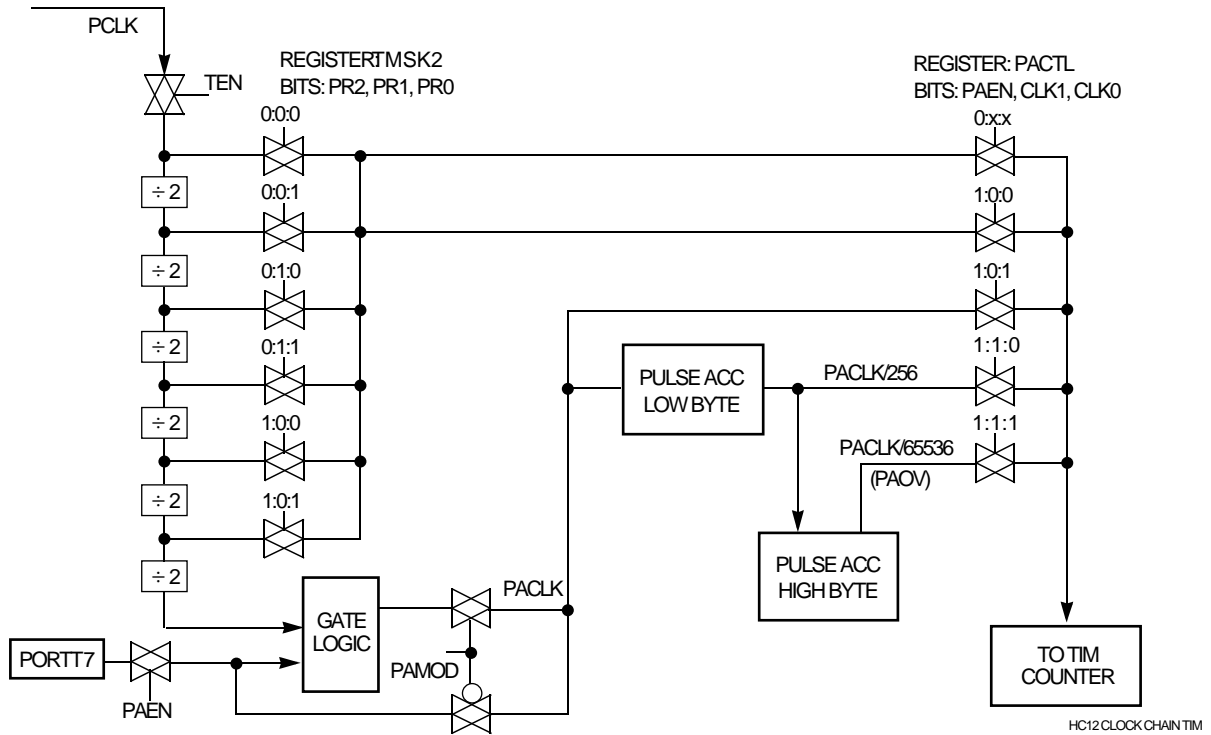 PCLK
TEN
REGISTER:TMSK2
BITS: PR2, PR1, PR0
REGISTER: PACTL
BITS: PAEN, CLK1, CLK0
0:0:0
0:x:x
÷ 2
0:0:1
1:0:0
÷ 2
0:1:0
1:0:1
÷ 2
0:1:1
1:1:0
PULSE ACC
LOW BYTE
PACLK/256
÷ 2
1:0:0
1:1:1
PACLK/65536
(PAOV)
÷ 2
1:0:1
PULSE ACC
HIGH BYTE
÷ 2
GATE
LOGIC
PACLK
PORTT7
PAMOD
PAEN
TO TIM
COUNTER
HC12 CLOCK CHAIN TIM